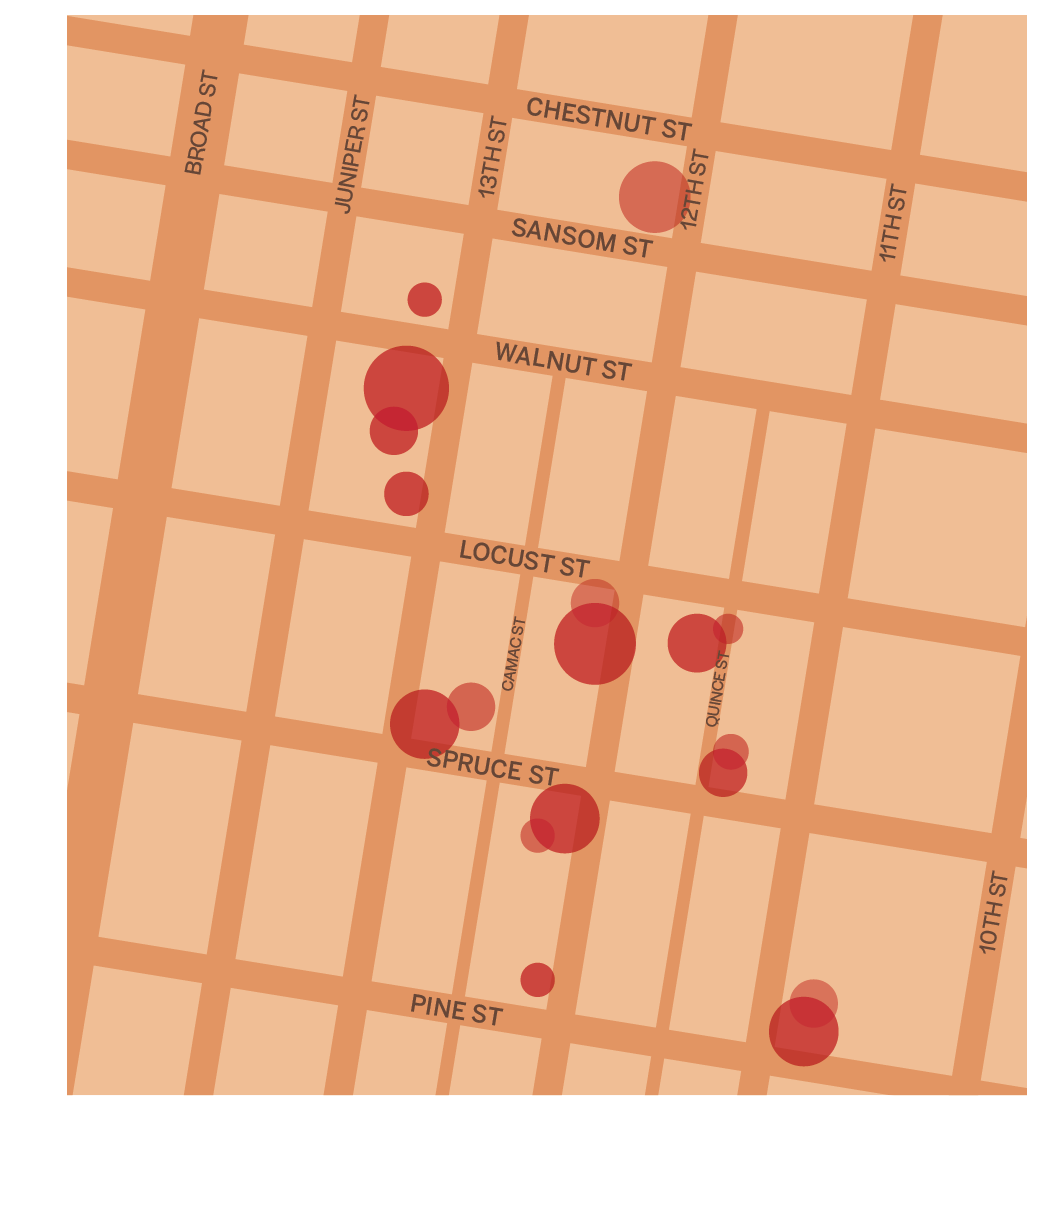 BROAD ST
JUNIPER ST
13TH ST
CHESTNUT ST
12TH ST
11TH ST
SANSOM ST
WALNUT ST
LOCUST ST
CAMAC ST
QUINCE ST
SPRUCE ST
10TH ST
PINE ST